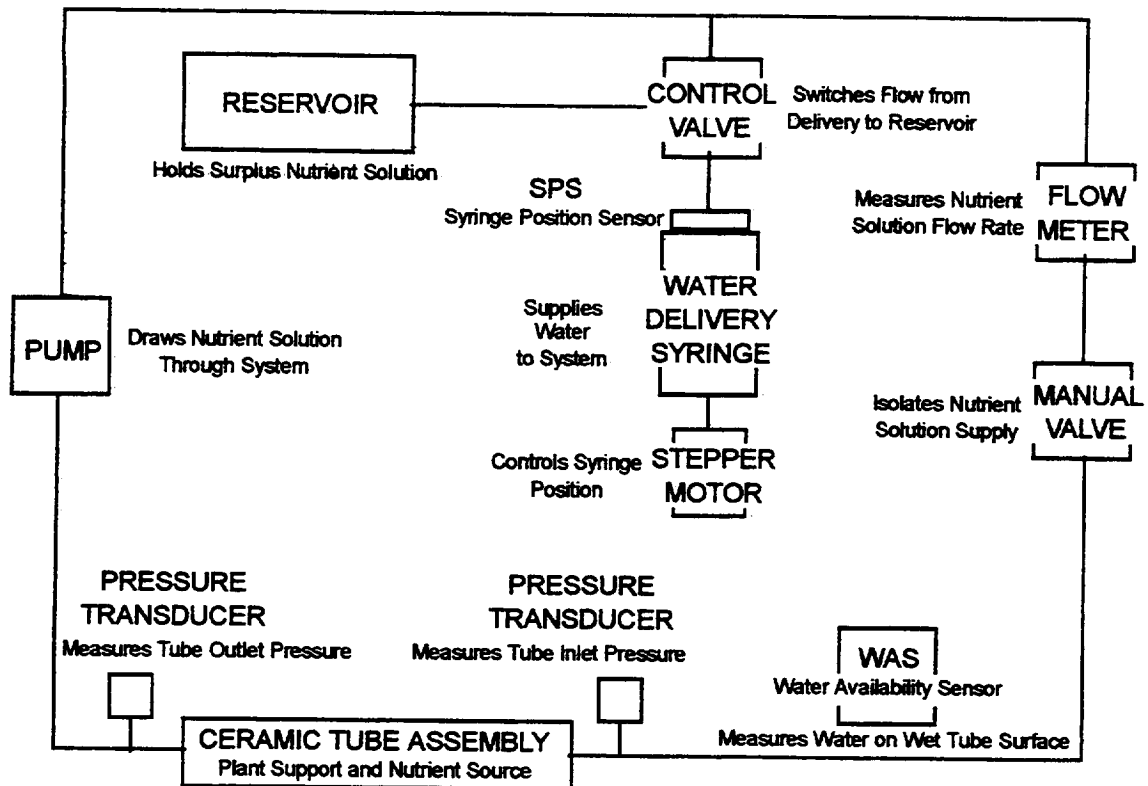 RESERVOIR
Holds Surplus Nutrient Solution
CONTROL
VALVE
Switches Flow from
Delivery to Reservoir
SPS
Syringe Position Sensor
Measures Nutrient
Solution Flow Rate
FLOW
METER
PUMP
Draws Nutrient Solution
Through System
Supplies
Water
to System
WATER
DELIVERY
SYRINGE
Isolates Nutrient
Solution Supply
MANUAL
VALVE
Controls Syringe
Position
STEPPER
MOTOR
PRESSURE
TRANSDUCER
Measures Tube Outlet Pressure
PRESSURE
TRANSDUCER
Measures Tube Inlet Pressure
WAS
Water Availability Sensor
Measures Water on Wet Tube Surface
CERAMIC TUBE ASSEMBLY
Plant Support and Nutrient Source